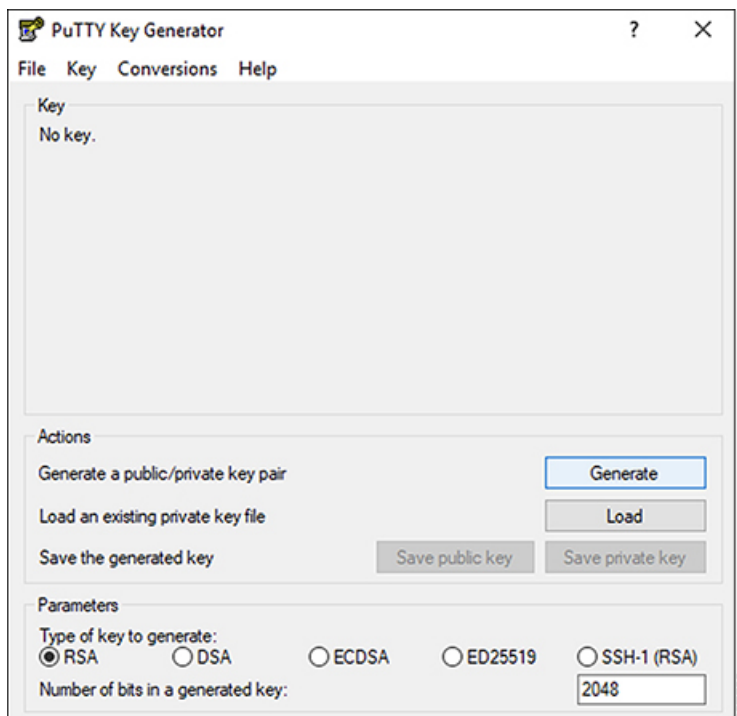 PuTTY Key Generator ?
File Key Conversions Help
Key
No key.
Actions
Generate a public/private key pair Generate
Load an existing private key file Load
Save the generated key Save public key Save private key
Parameters
Type of key to generate:
RSA DSA ECDSA ED25519 SSH-1 (RSA)
Number of bits in a generated key: 2048